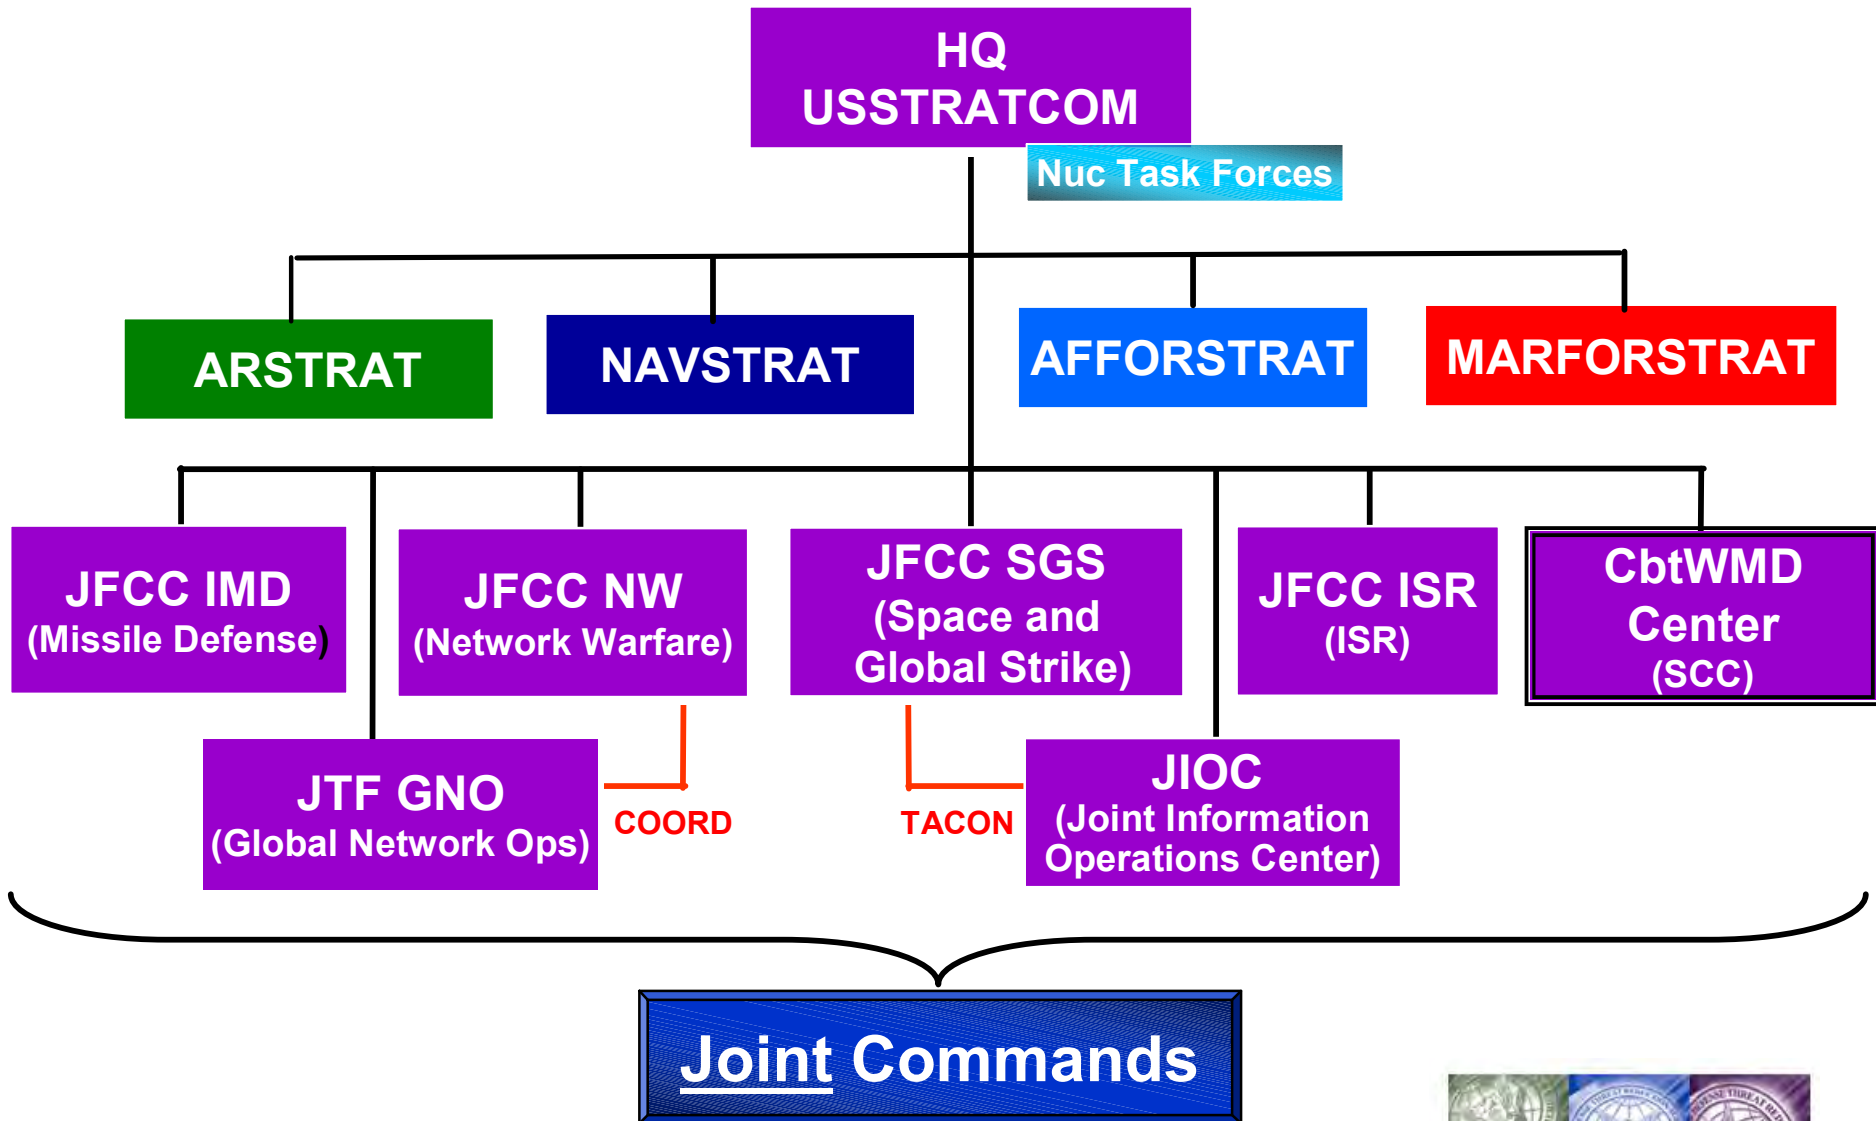 HQ
USSTRATCOM
Nuc Task Forces
ARSTRAT
NAVSTRAT
AFFORSTRAT
MARFORSTRAT
JFCC IMD
(Missile Defense)
JFCC NW
(Network Warfare)
JFCC SGS
(Space and
Global Strike)
JFCC ISR
(ISR)
CbtWMD
Center
(SCC)
JTF GNO
(Global Network Ops)
COORD
TACON
JIOC
(Joint Information
Operations Center)
Joint Commands